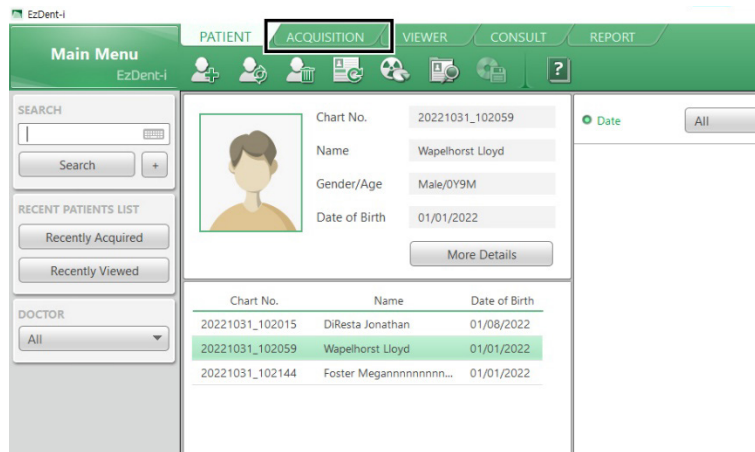 EzDent-i
Main Menu
EzDent-i
PATIENT ACQUISITION VIEWER CONSULT REPORT
?
SEARCH
Search +
RECENT PATIENTS LIST
Recently Acquired
Recently Viewed
DOCTOR
All
Chart No. 20221031_102059
Name Wapelhorst Lloyd
Gender/Age Male/0Y9M
Date of Birth 01/01/2022
More Details
Chart No. Name Date of Birth
20221031_102015 DiResta Jonathan 01/08/2022
20221031_102059 Wapelhorst Lloyd 01/01/2022
20221031_102144 Foster Megannnnnnnnn... 01/01/2022
Date All